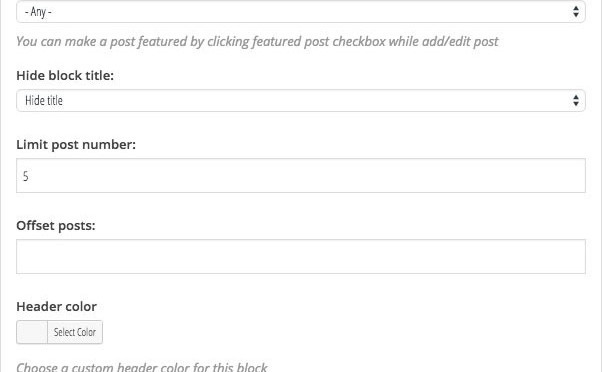 - Any -
You can make a post featured by clicking featured post checkbox while add/edit post
Hide block title:
Hide title
Limit post number:
5
Offset posts:
Header color
Select Color
Choose a custom header color for this block